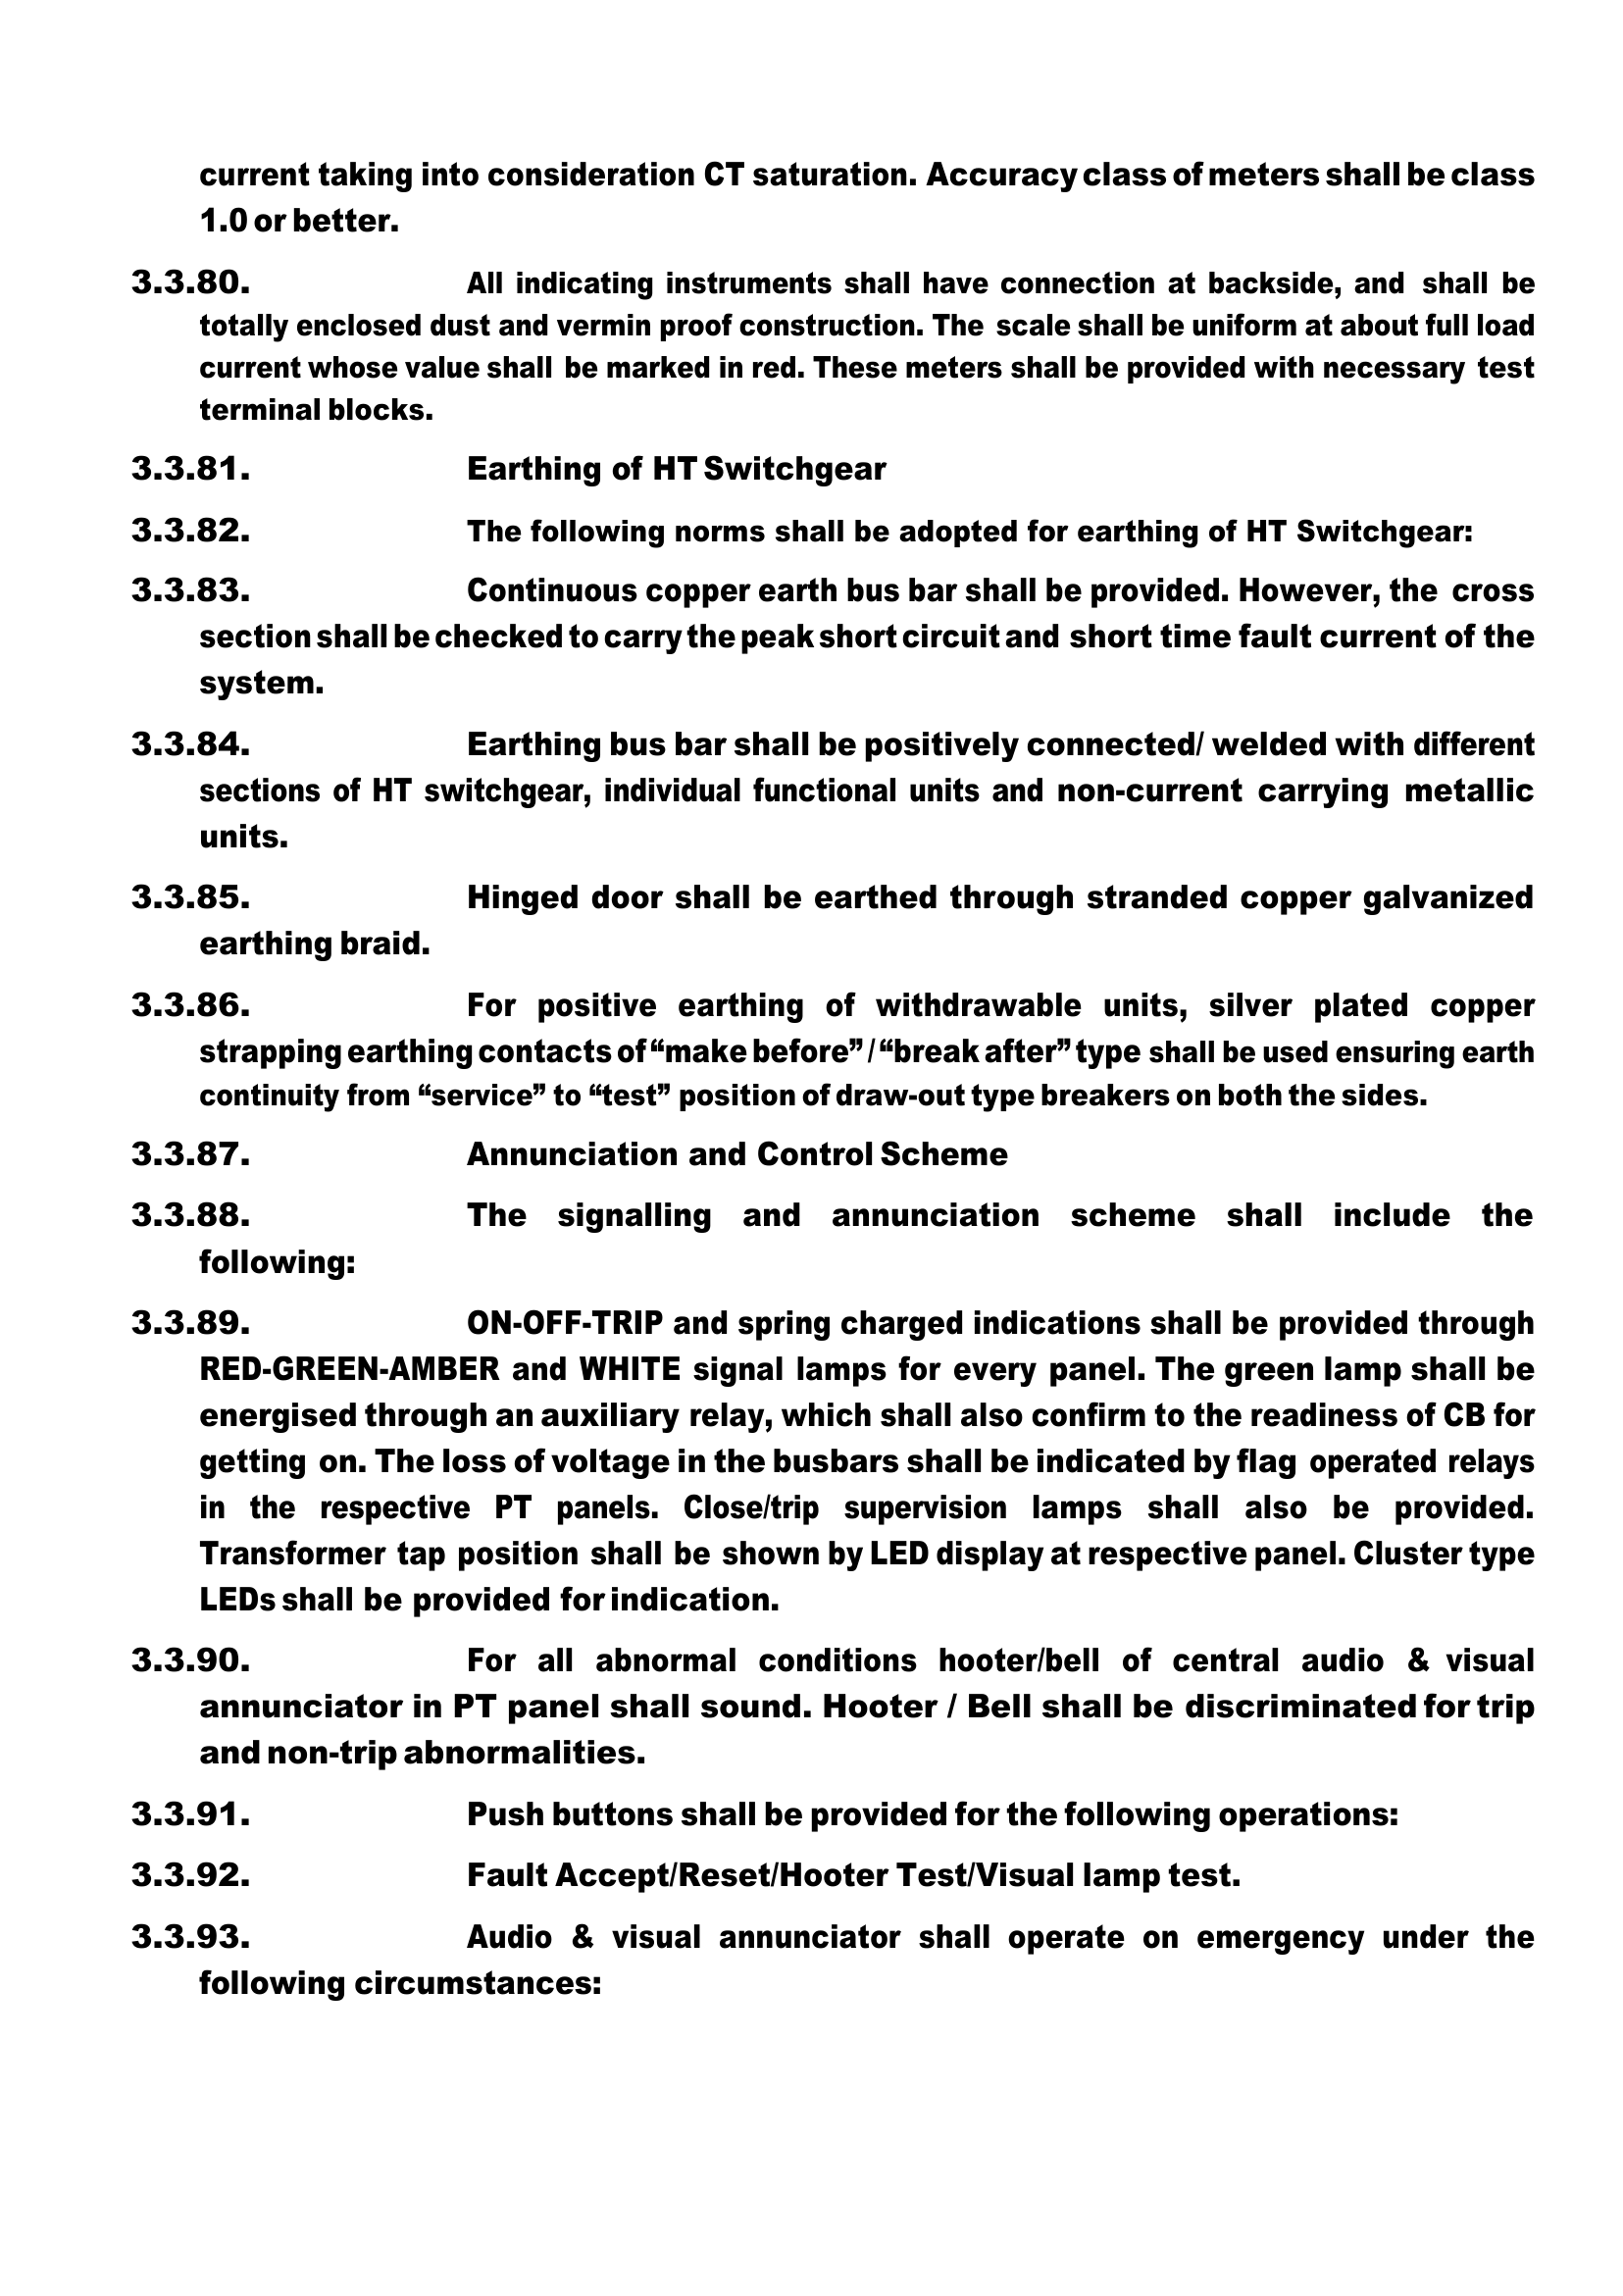 current taking into consideration CT saturation. Accuracy class of meters shall be class
1.0 or better.
3.3.80. All indicating instruments shall have connection at backside, and shall be
totally enclosed dust and vermin proof construction. The scale shall be uniform at about full load
current whose value shall be marked in red. These meters shall be provided with necessary test
terminal blocks.
3.3.81. Earthing of HT Switchgear
3.3.82. The following norms shall be adopted for earthing of HT Switchgear:
3.3.83. Continuous copper earth bus bar shall be provided. However, the cross
section shall be checked to carry the peak short circuit and short time fault current of the
system.
3.3.84. Earthing bus bar shall be positively connected/ welded with different
sections of HT switchgear, individual functional units and non-current carrying metallic
units.
3.3.85. Hinged door shall be earthed through stranded copper galvanized
earthing braid.
3.3.86. For positive earthing of withdrawable units, silver plated copper
strapping earthing contacts of “make before” / “break after” type shall be used ensuring earth
continuity from “service” to “test” position of draw-out type breakers on both the sides.
3.3.87. Annunciation and Control Scheme
3.3.88. The signalling and annunciation scheme shall include the
following:
3.3.89. ON-OFF-TRIP and spring charged indications shall be provided through
RED-GREEN-AMBER and WHITE signal lamps for every panel. The green lamp shall be
energised through an auxiliary relay, which shall also confirm to the readiness of CB for
getting on. The loss of voltage in the busbars shall be indicated by flag operated relays
in the respective PT panels. Close/trip supervision lamps shall also be provided.
Transformer tap position shall be shown by LED display at respective panel. Cluster type
LEDs shall be provided for indication.
3.3.90. For all abnormal conditions hooter/bell of central audio & visual
annunciator in PT panel shall sound. Hooter / Bell shall be discriminated for trip
and non-trip abnormalities.
3.3.91. Push buttons shall be provided for the following operations:
3.3.92. Fault Accept/Reset/Hooter Test/Visual lamp test.
3.3.93. Audio & visual annunciator shall operate on emergency under the
following circumstances: